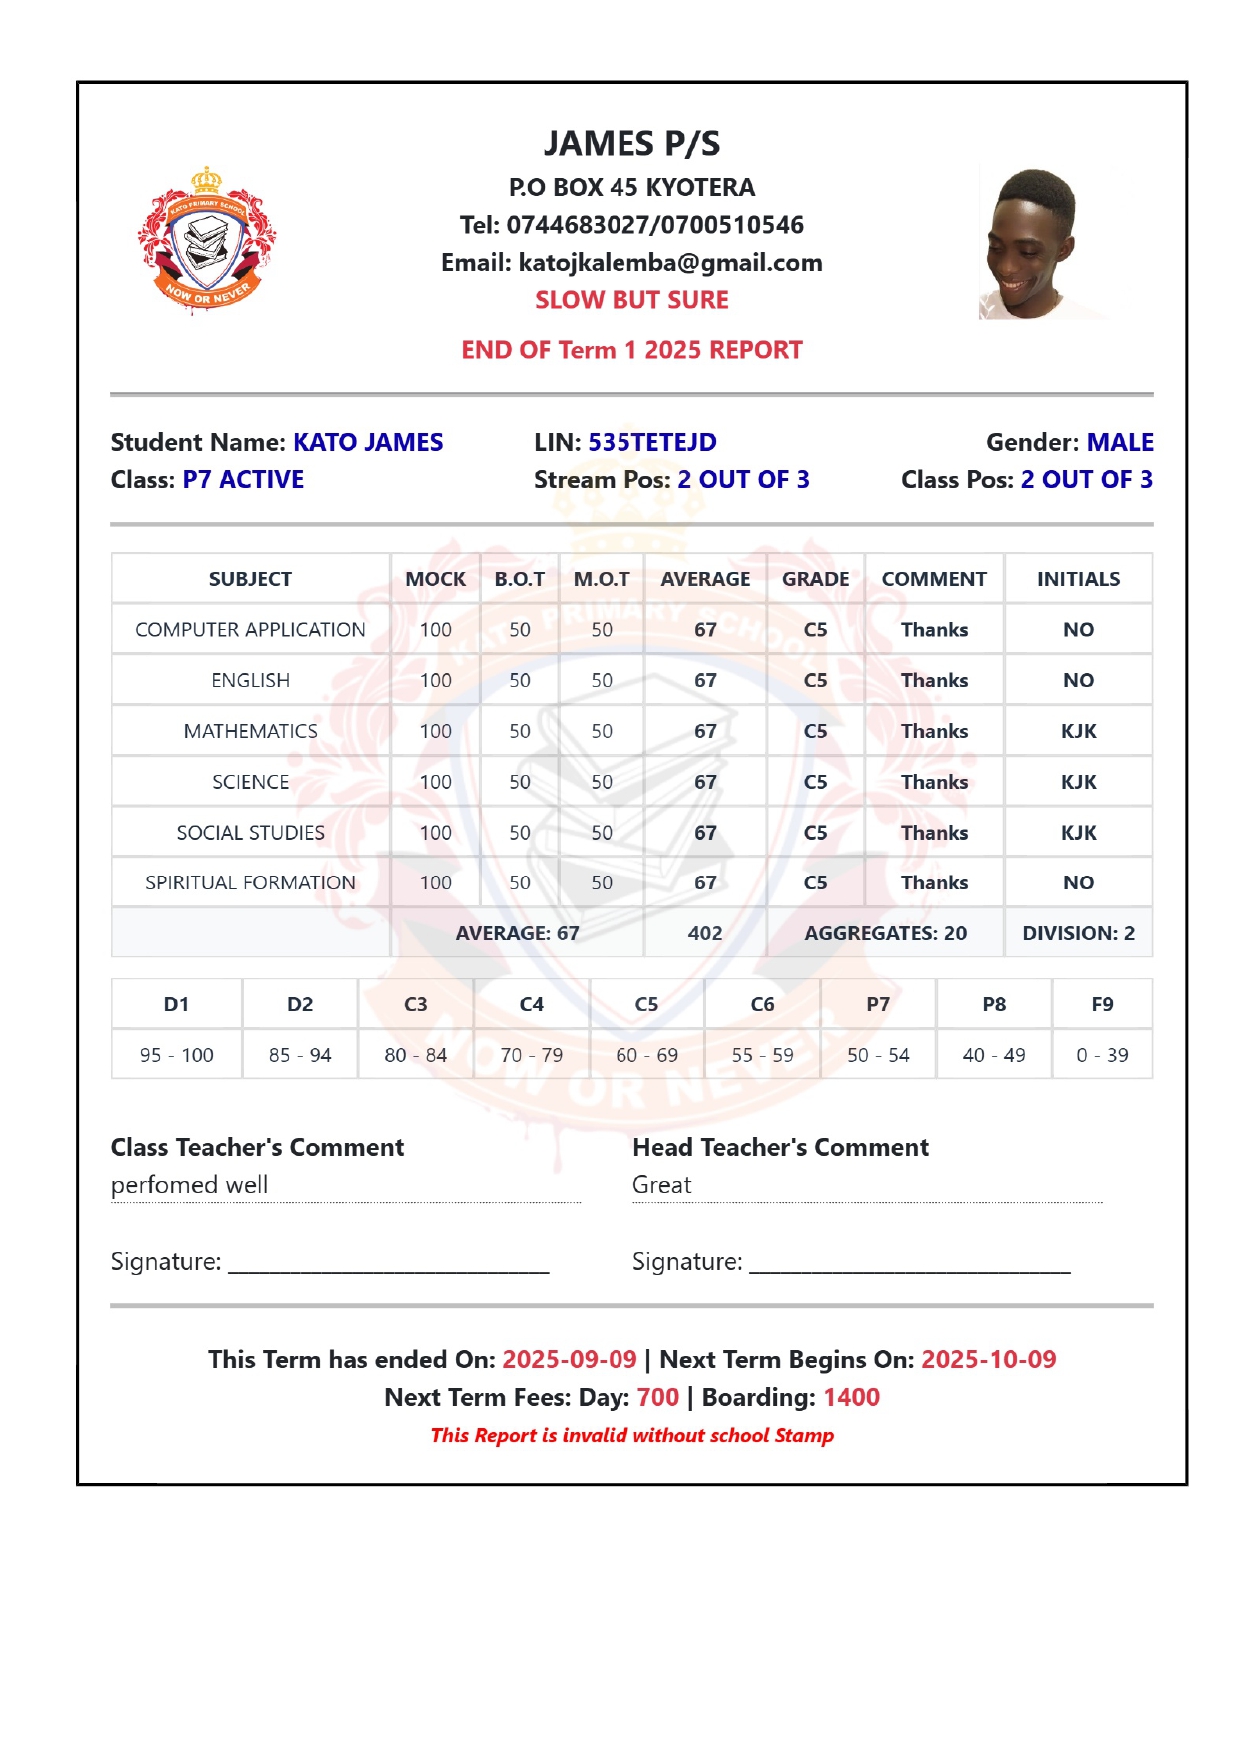 JAMES P/S
P.O BOX 45 KYOTERA
Tel: 0744683027/0700510546
Email: katojkalemba@gmail.com
SLOW BUT SURE
END OF Term 1 2025 REPORT
KATO PRIMARY SCHOOL
NOW OR NEVER
Student Name: KATO JAMES LIN: 535TETEJD Gender: MALE
Class: P7 ACTIVE Stream Pos: 2 OUT OF 3 Class Pos: 2 OUT OF 3
SUBJECT MOCK B.O.T M.O.T AVERAGE GRADE COMMENT INITIALS
COMPUTER APPLICATION 100 50 50 67 C5 Thanks NO
ENGLISH 100 50 50 67 C5 Thanks NO
MATHEMATICS 100 50 50 67 C5 Thanks KJK
SCIENCE 100 50 50 67 C5 Thanks KJK
SOCIAL STUDIES 100 50 50 67 C5 Thanks KJK
SPIRITUAL FORMATION 100 50 50 67 C5 Thanks NO
AVERAGE: 67 402 AGGREGATES: 20 DIVISION: 2
D1 D2 C3 C4 C5 C6 P7 P8 F9
95 - 100 85 - 94 80 - 84 70 - 79 60 - 69 55 - 59 50 - 54 40 - 49 0 - 39
KATO PRIMARY SCHOOL
NOW OR NEVER
Class Teacher's Comment Head Teacher's Comment
perfomed well Great
Signature: Signature:
This Term has ended On: 2025-09-09 | Next Term Begins On: 2025-10-09
Next Term Fees: Day: 700 | Boarding: 1400
This Report is invalid without school Stamp